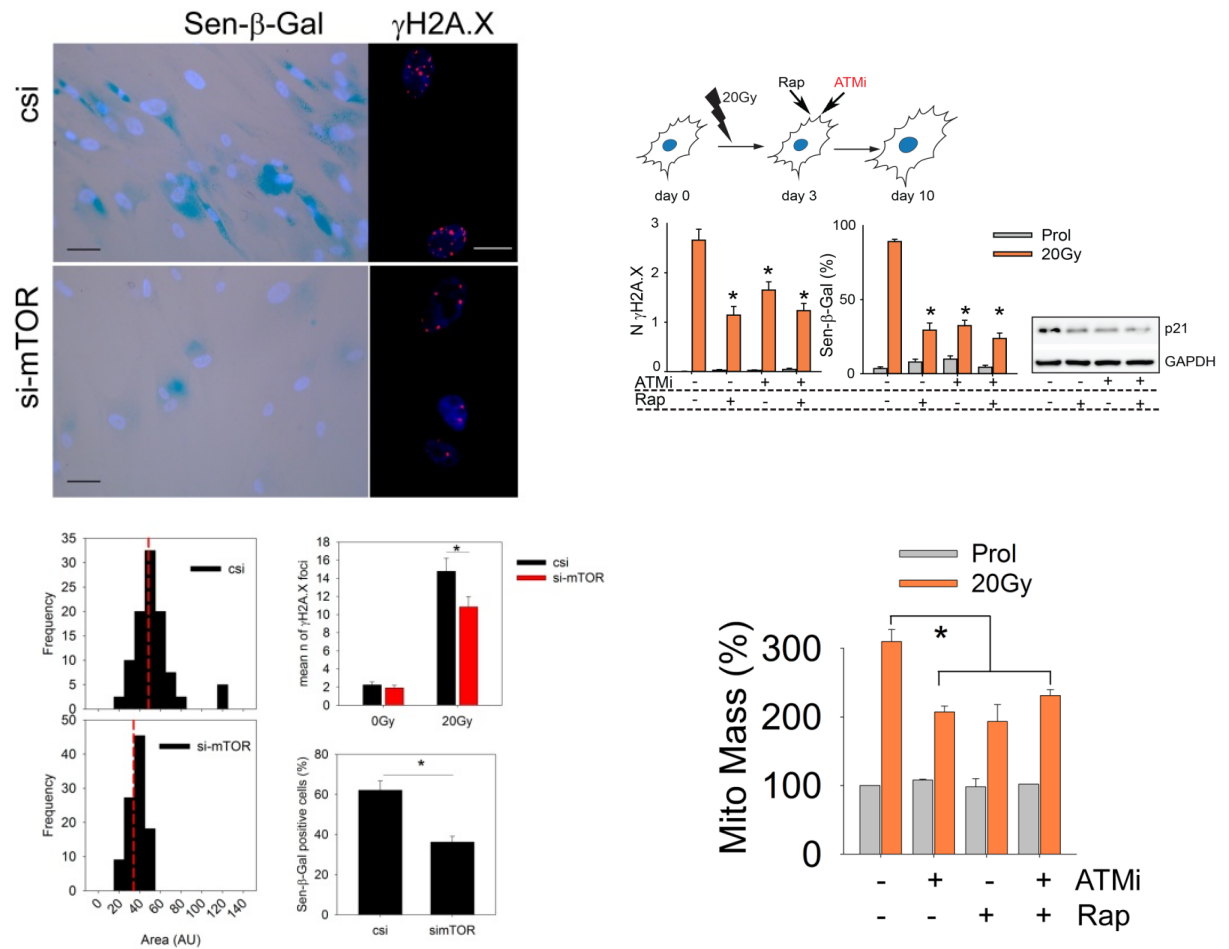 Sen-β-Gal γH2A.X
csi
si-mTOR
Rap ATMi
20Gy
day 0 day 3 day 10
N γH2A.X
3
2
1
0
Sen-β-Gal (%)
100
50
0
Prol
20Gy
* * *
* * *
p21
GAPDH
ATMi - - + + - - + + - - + +
Rap - + - + - + - + - + - +
Frequency
35
30
25
20
15
10
5
0
csi
Frequency
50
40
30
20
10
0
si-mTOR
0 20 40 60 80 100 120 140
Area (AU)
mean n of γH2A.X foci
18
16
14
12
10
8
6
4
2
0
*
csi
si-mTOR
0Gy 20Gy
Sen-β-Gal positive cells (%)
80
60
40
20
0
*
csi simTOR
Prol
20Gy
Mito Mass (%)
300
200
100
0
*
- + - + ATMi
- - + + Rap